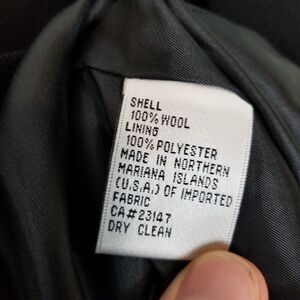 SHELL
100% WOOL
LINING
100% POLYESTER
MADE IN NORTHERN
MARIANA ISLANDS
(U.S.A.) OF IMPORTED
FABRIC
CA#23147
DRY CLEAN